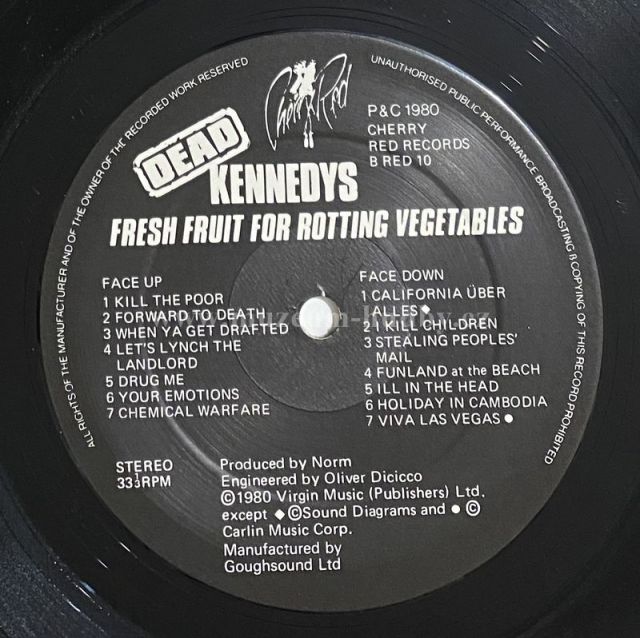 ALL RIGHTS OF THE MANUFACTURER AND OF THE OWNER OF THE RECORDED WORK RESERVED
UNAUTHORISED PUBLIC PERFORMANCE BROADCASTING & COPYING OF THIS RECORD PROHIBITED
Cherry Red
P&C 1980
CHERRY
RED RECORDS
B RED 10
DEAD
KENNEDYS
FRESH FRUIT FOR ROTTING VEGETABLES
FACE UP
1 KILL THE POOR
2 FORWARD TO DEATH
3 WHEN YA GET DRAFTED
4 LET'S LYNCH THE
LANDLORD
5 DRUG ME
6 YOUR EMOTIONS
7 CHEMICAL WARFARE
FACE DOWN
1 CALIFORNIA ÜBER
ALLES ◆
2 KILL CHILDREN
3 STEALING PEOPLES'
MAIL
4 FUNLAND at the BEACH
5 ILL IN THE HEAD
6 HOLIDAY IN CAMBODIA
7 VIVA LAS VEGAS ●
STEREO
33⅓RPM
Produced by Norm
Engineered by Oliver Dicicco
©1980 Virgin Music (Publishers) Ltd.
except ◆©Sound Diagrams and ● ©
Carlin Music Corp.
Manufactured by
Goughsound Ltd